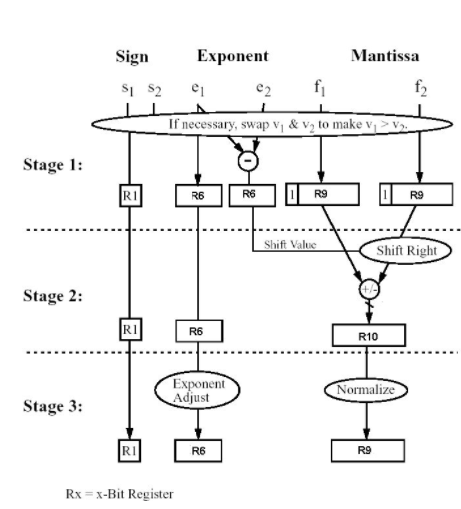 Sign Exponent Mantissa
s1 s2 e1 e2 f1 f2
If necessary, swap v1 & v2 to make v1 > v2.
−
Stage 1:
R1 R6 R6 1 R9 1 R9
Shift Value Shift Right
+/-
Stage 2:
R1 R6 R10
Exponent
Adjust Normalize
Stage 3:
R1 R6 R9
Rx = x-Bit Register